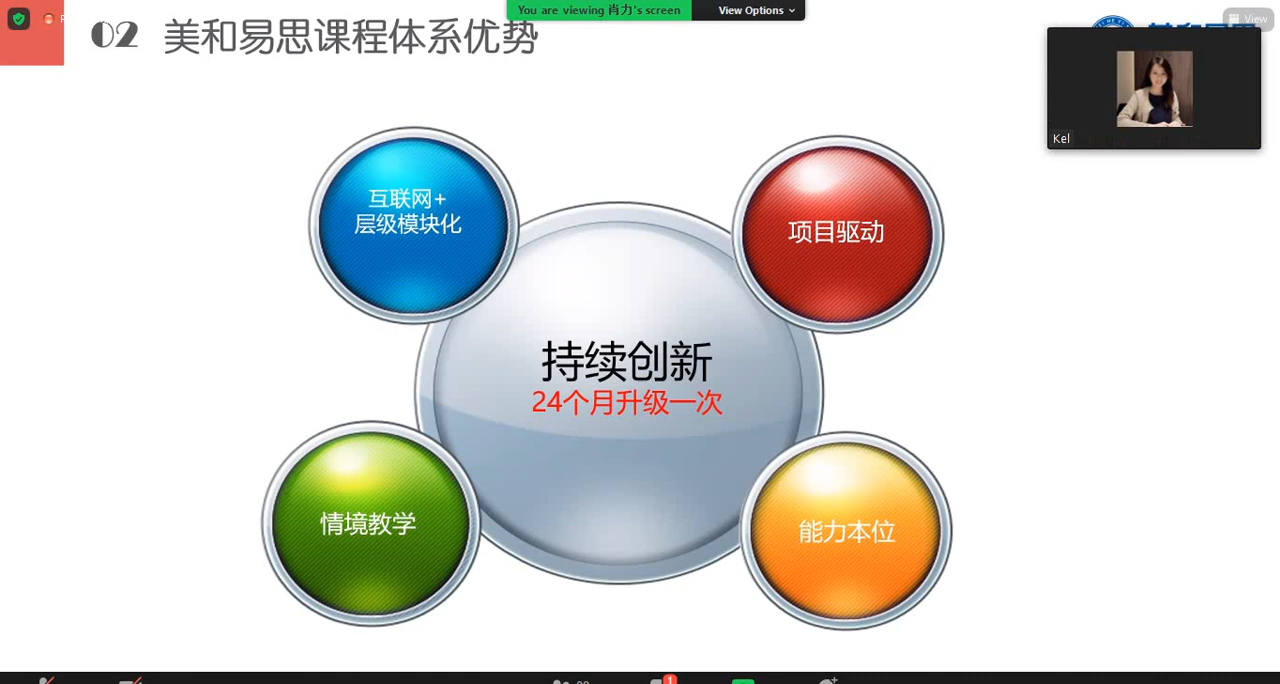 You are viewing 肖力's screen
View Options
View
02 美和易思课程体系优势
Kel
互联网+
层级模块化
项目驱动
持续创新
24个月升级一次
情境教学
能力本位
1